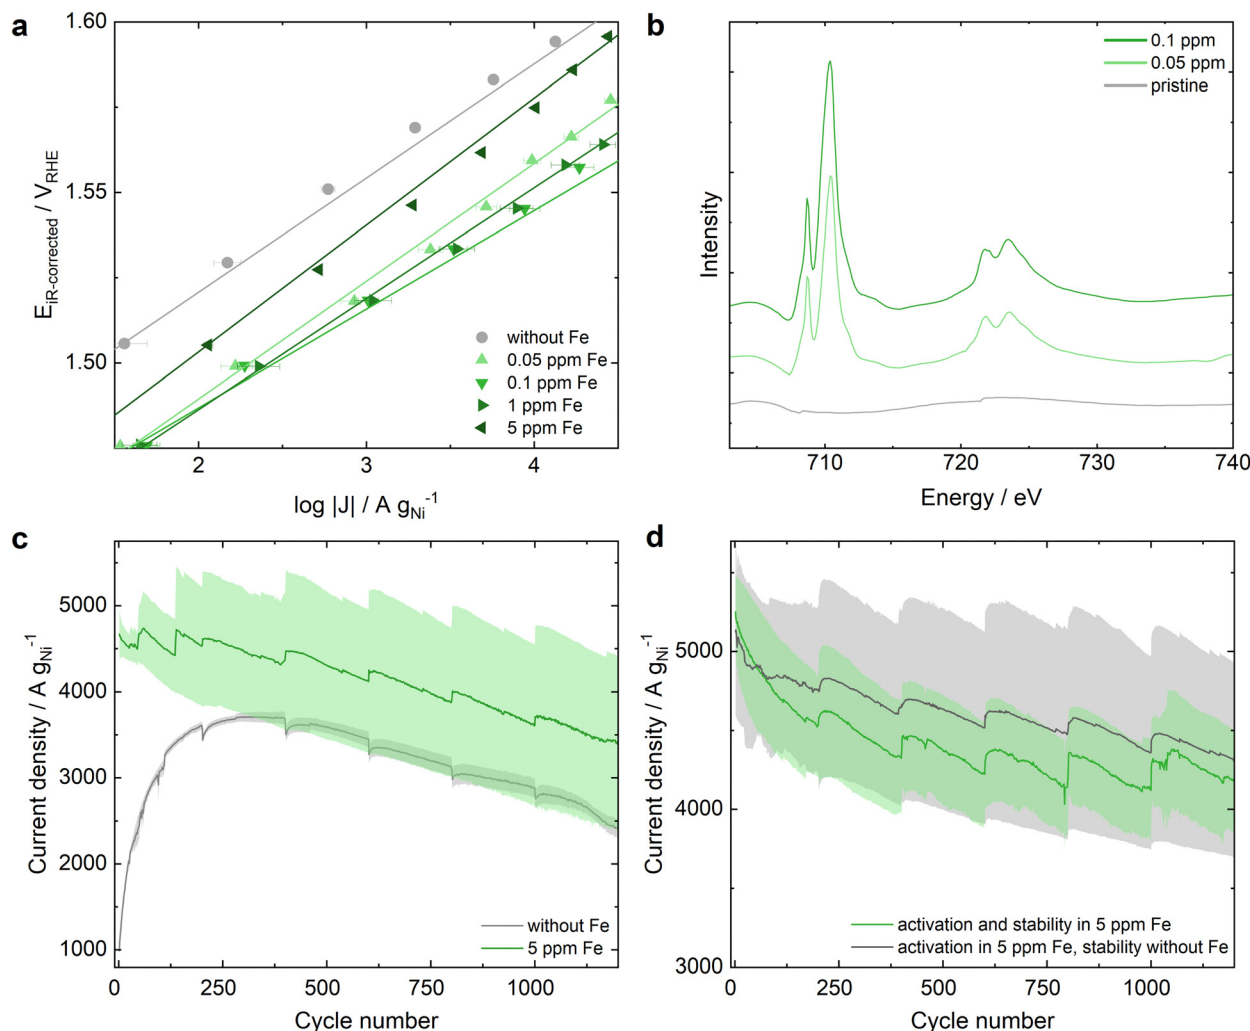 a
1.60
1.55
1.50
E_iR-corrected / V_RHE
without Fe
0.05 ppm Fe
0.1 ppm Fe
1 ppm Fe
5 ppm Fe
2 3 4
log |J| / A g_Ni^-1
b
Intensity
0.1 ppm
0.05 ppm
pristine
710 720 730 740
Energy / eV
c
5000
4000
3000
2000
1000
Current density / A g_Ni^-1
without Fe
5 ppm Fe
0 250 500 750 1000
Cycle number
d
5000
4000
3000
Current density / A g_Ni^-1
activation and stability in 5 ppm Fe
activation in 5 ppm Fe, stability without Fe
0 250 500 750 1000
Cycle number